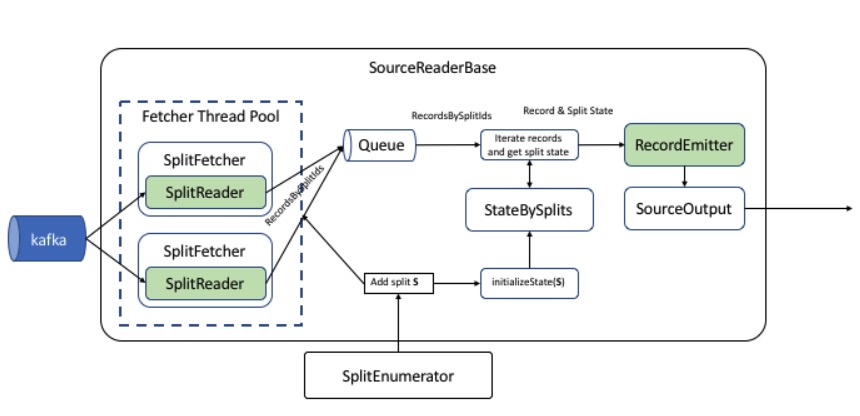 SourceReaderBase
Fetcher Thread Pool
SplitFetcher
SplitReader
SplitFetcher
SplitReader
kafka
RecordsBySplitIds
Queue
RecordsBySplitIds
Record & Split State
Iterate records
and get split state
RecordEmitter
StateBySplits
SourceOutput
Add split S
initializeState(S)
SplitEnumerator